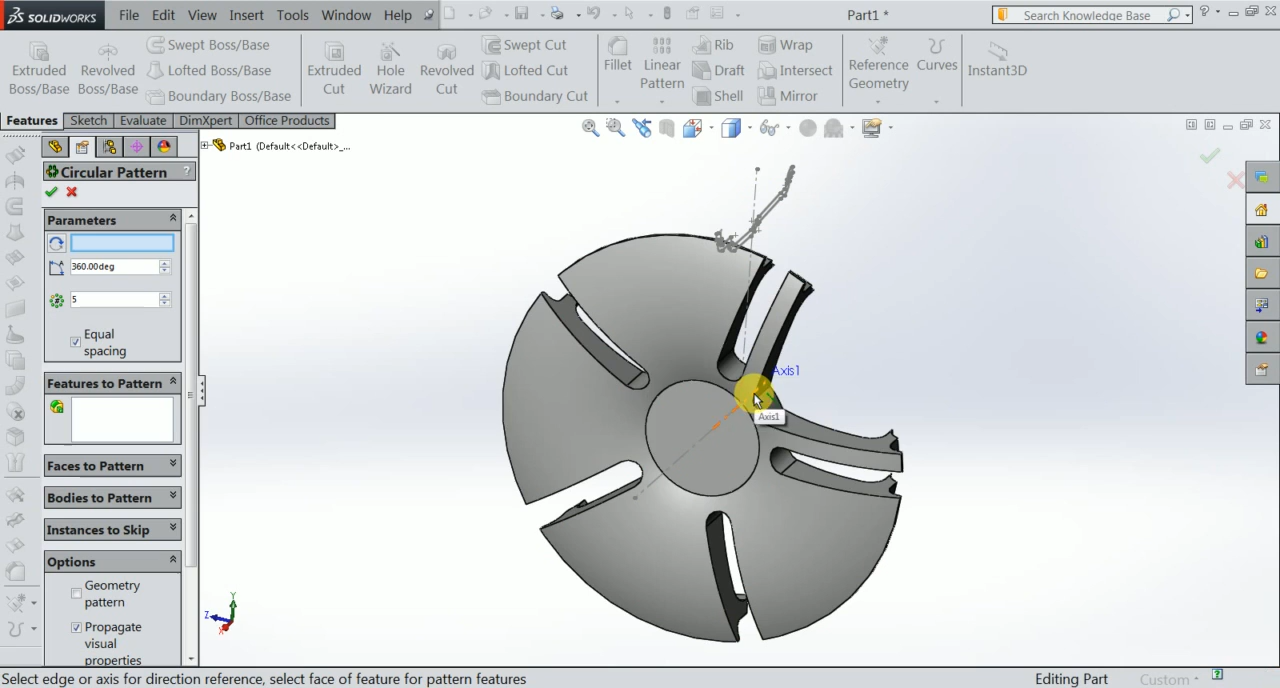 SOLIDWORKS File Edit View Insert Tools Window Help Part1 * Search Knowledge Base ?
Extruded Boss/Base
Revolved Boss/Base
Swept Boss/Base
Lofted Boss/Base
Boundary Boss/Base
Extruded Cut
Hole Wizard
Revolved Cut
Swept Cut
Lofted Cut
Boundary Cut
Fillet
Linear Pattern
Rib
Draft
Shell
Wrap
Intersect
Mirror
Reference Geometry
Curves
Instant3D
Features Sketch Evaluate DimXpert Office Products
Part1 (Default<<Default>_...
Circular Pattern ?
Parameters
360.00deg
5
Equal
spacing
Features to Pattern
Faces to Pattern
Bodies to Pattern
Instances to Skip
Options
Geometry
pattern
Propagate
visual
properties
Axis1
Axis1
Y
Z
X
Select edge or axis for direction reference, select face of feature for pattern features Editing Part Custom ?